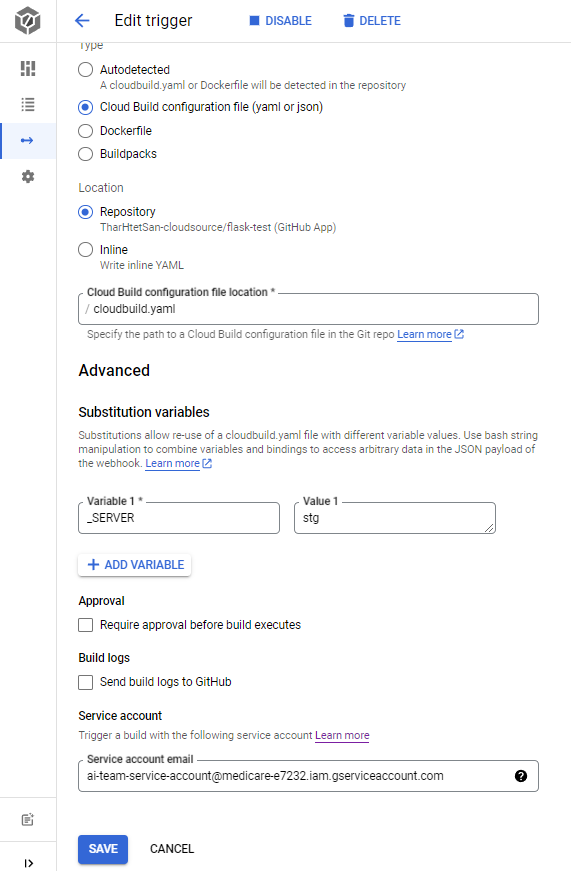 Edit trigger
DISABLE
DELETE
Type
Autodetected
A cloudbuild.yaml or Dockerfile will be detected in the repository
Cloud Build configuration file (yaml or json)
Dockerfile
Buildpacks
Location
Repository
TharHtetSan-cloudsource/flask-test (GitHub App)
Inline
Write inline YAML
Cloud Build configuration file location *
/ cloudbuild.yaml
Specify the path to a Cloud Build configuration file in the Git repo Learn more
Advanced
Substitution variables
Substitutions allow re-use of a cloudbuild.yaml file with different variable values. Use bash string
manipulation to combine variables and bindings to access arbitrary data in the JSON payload of
the webhook. Learn more
Variable 1 *
_SERVER
Value 1
stg
ADD VARIABLE
Approval
Require approval before build executes
Build logs
Send build logs to GitHub
Service account
Trigger a build with the following service account Learn more
Service account email
ai-team-service-account@medicare-e7232.iam.gserviceaccount.com
SAVE
CANCEL